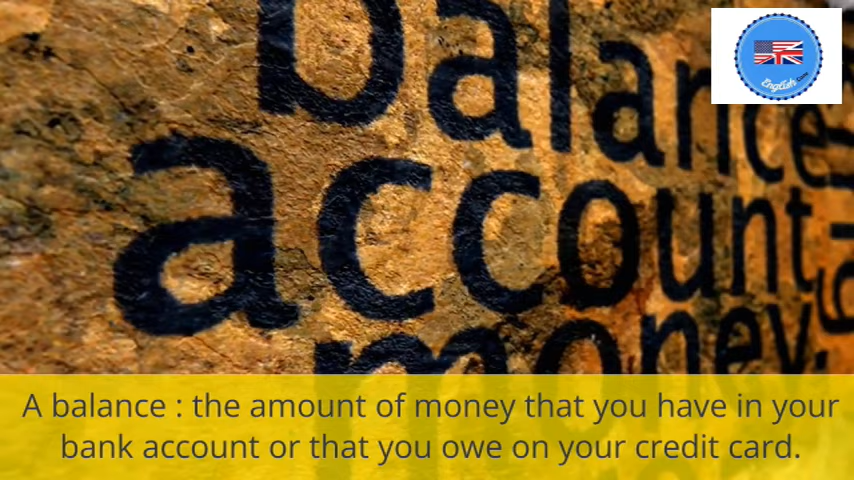 balance
account
money
English
A balance : the amount of money that you have in your
bank account or that you owe on your credit card.